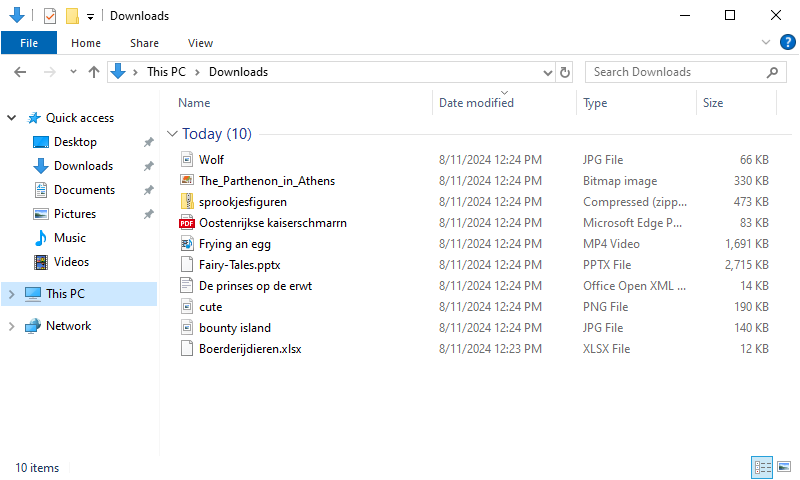 Downloads
File Home Share View
This PC Downloads Search Downloads
Name Date modified Type Size
Quick access
Desktop
Downloads
Documents
Pictures
Music
Videos
This PC
Network
Today (10)
Wolf 8/11/2024 12:24 PM JPG File 66 KB
The_Parthenon_in_Athens 8/11/2024 12:24 PM Bitmap image 330 KB
sprookjesfiguren 8/11/2024 12:24 PM Compressed (zipp... 473 KB
PDF Oostenrijkse kaiserschmarrn 8/11/2024 12:24 PM Microsoft Edge P... 83 KB
Frying an egg 8/11/2024 12:24 PM MP4 Video 1,691 KB
Fairy-Tales.pptx 8/11/2024 12:24 PM PPTX File 2,715 KB
De prinses op de erwt 8/11/2024 12:24 PM Office Open XML ... 14 KB
cute 8/11/2024 12:24 PM PNG File 190 KB
bounty island 8/11/2024 12:24 PM JPG File 140 KB
Boerderijdieren.xlsx 8/11/2024 12:23 PM XLSX File 12 KB
10 items